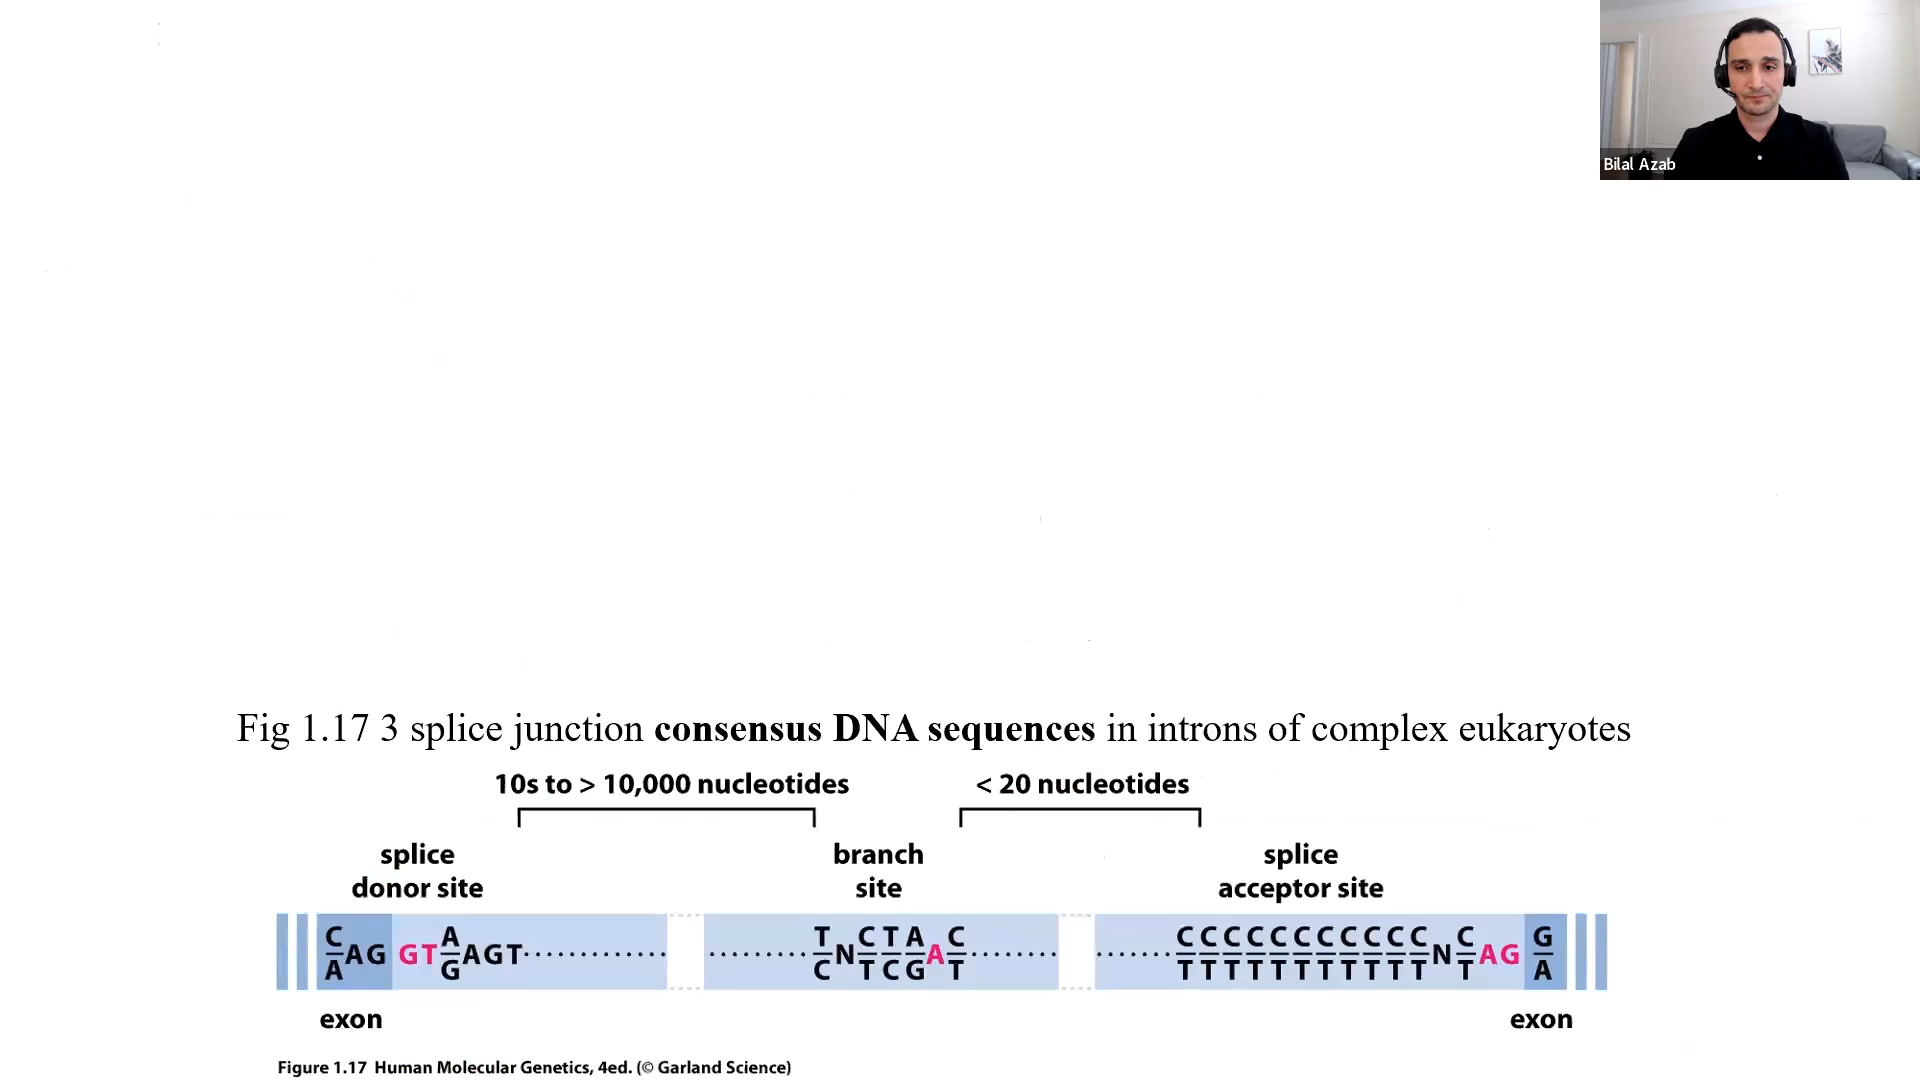 Bilal Azab
Fig 1.17 3 splice junction consensus DNA sequences in introns of complex eukaryotes
10s to > 10,000 nucleotides
< 20 nucleotides
splice
donor site
branch
site
splice
acceptor site
C/A AG GT A/G AGT
T/C N C/T T/C A/G A C/T
C/T C/T C/T C/T C/T C/T C/T C/T C/T C/T C/T N C/T AG G/A
exon
exon
Figure 1.17 Human Molecular Genetics, 4ed. (© Garland Science)